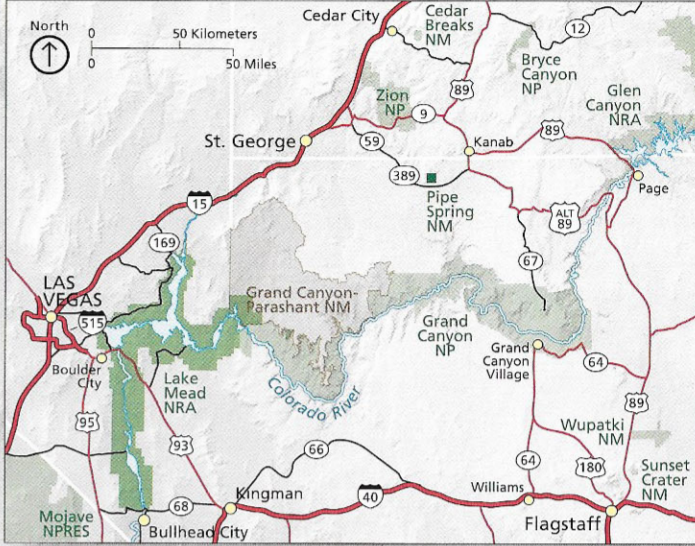 North
0 50 Kilometers
0 50 Miles
Cedar City
Cedar
Breaks
NM
12
Bryce
Canyon
NP
89
Glen
Canyon
NRA
Zion
NP
9
St. George
59
Kanab
89
389
Pipe
Spring
NM
Page
15
ALT
89
169
67
LAS
VEGAS
515
Grand Canyon-
Parashant NM
Grand
Canyon
NP
Grand
Canyon
Village
64
Boulder
City
Lake
Mead
NRA
Colorado River
89
95
93
66
Wupatki
NM
64
180
Sunset
Crater
NM
68
Kingman
40
Williams
Mojave
NPRES
Bullhead City
Flagstaff